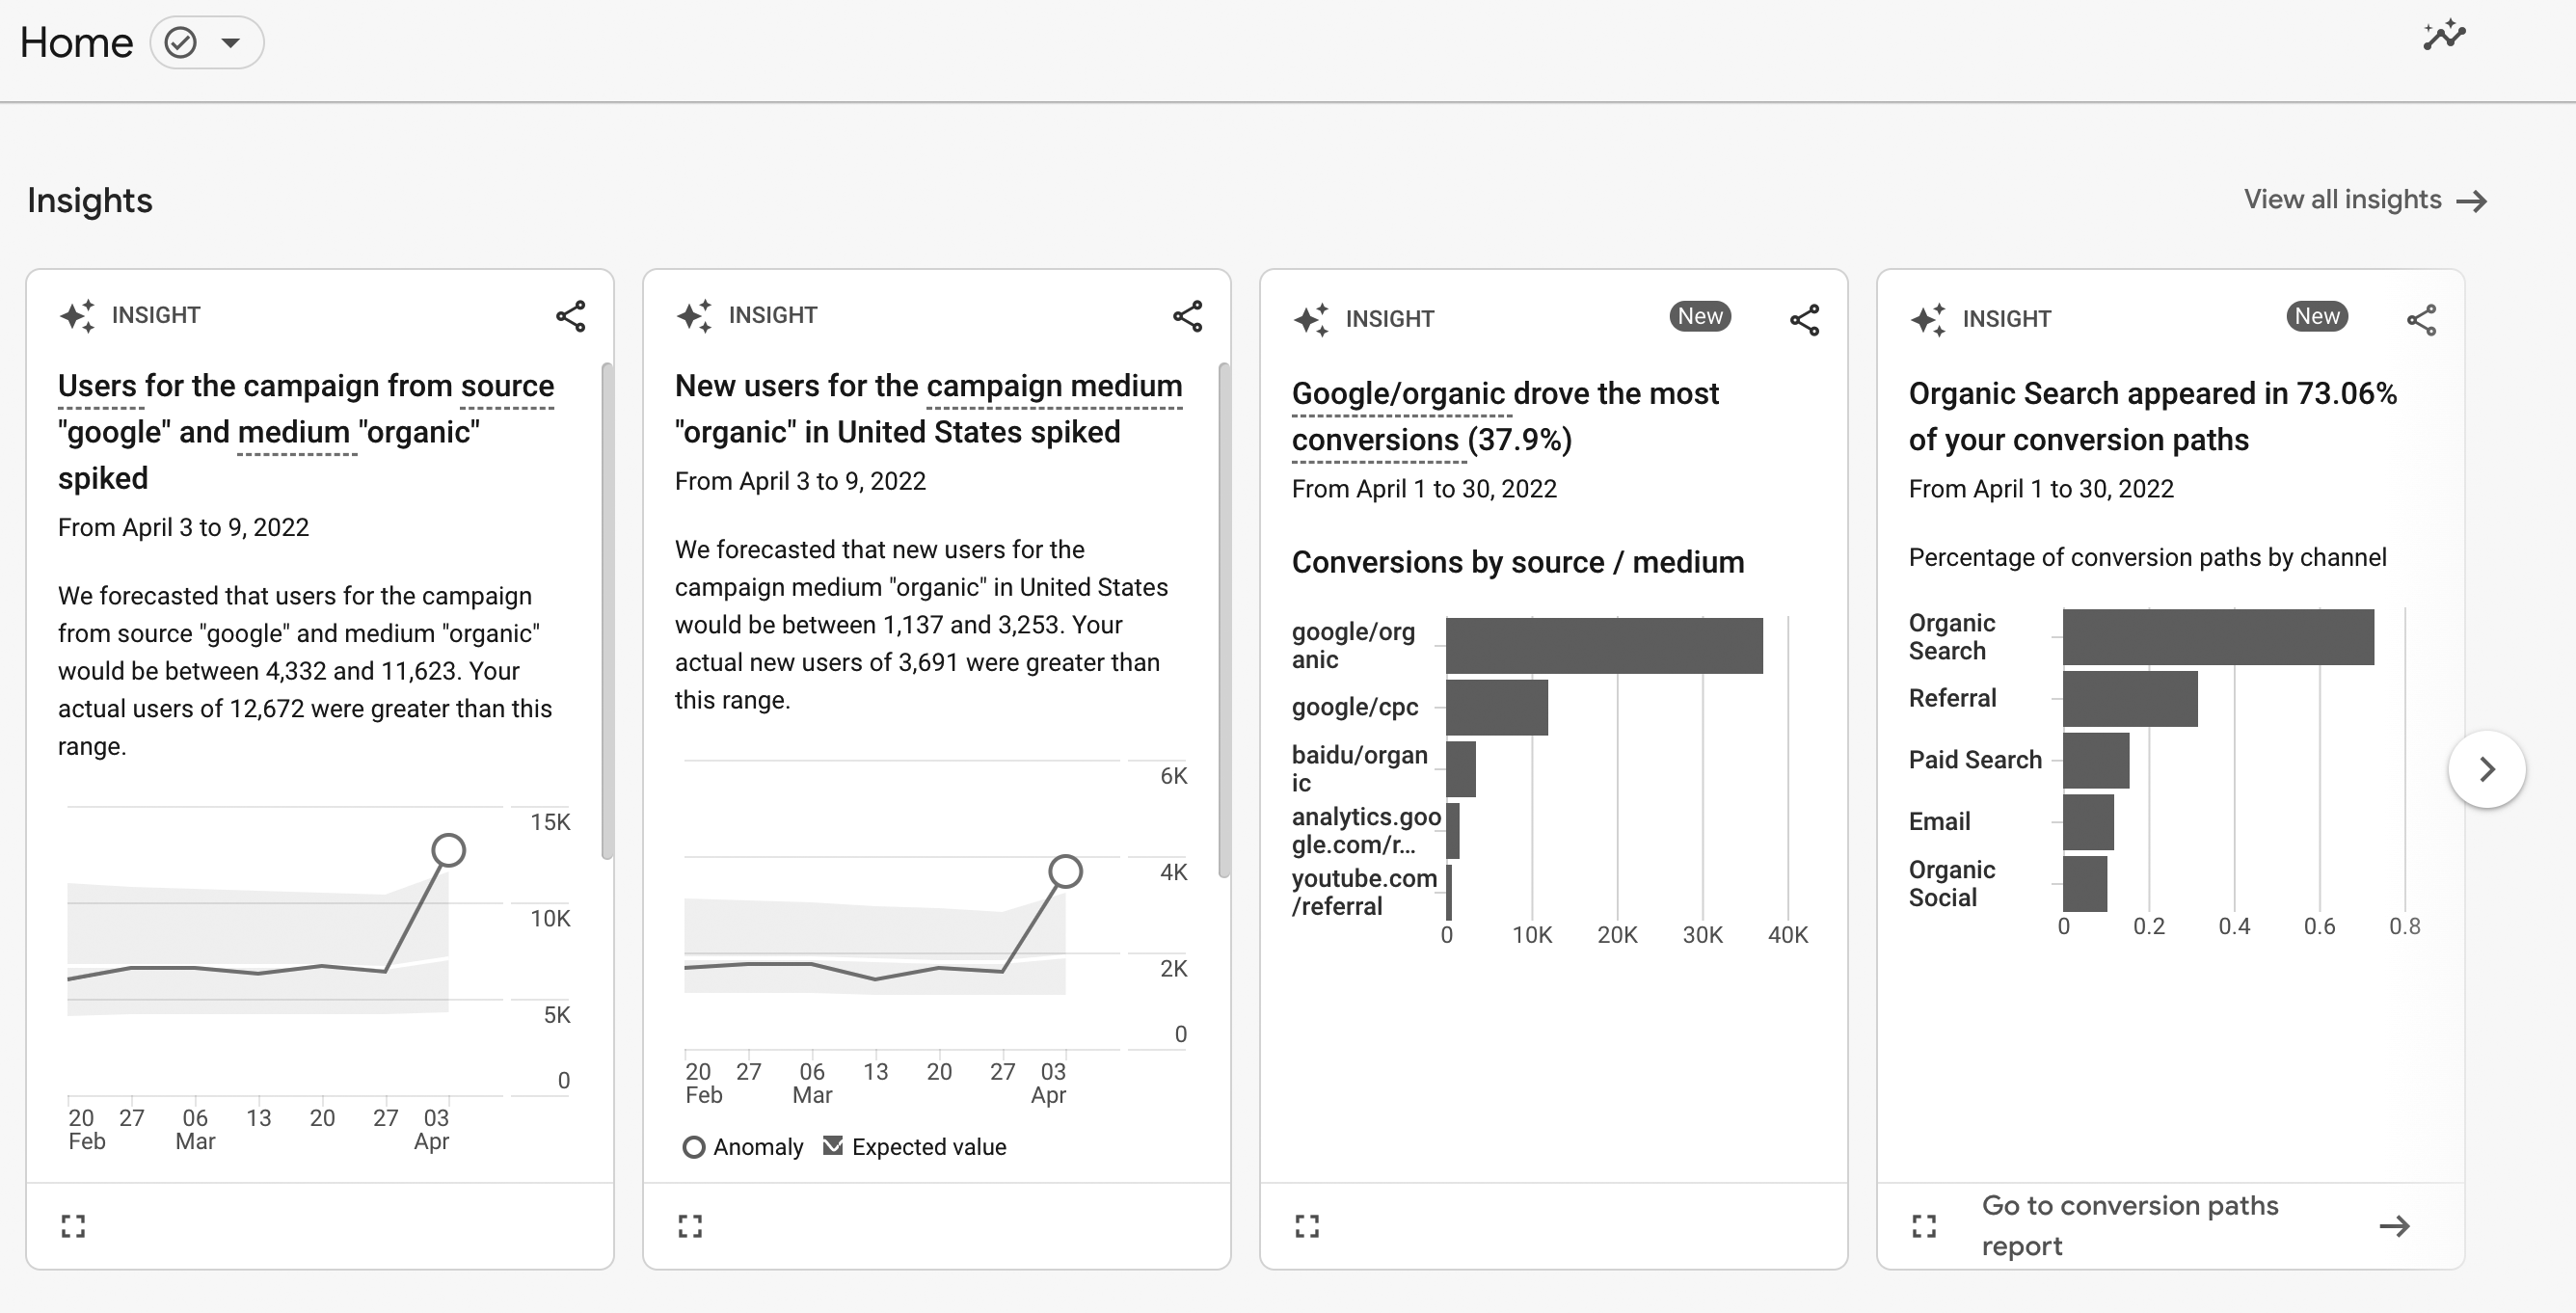 Home
Insights
View all insights
INSIGHT
Users for the campaign from source
"google" and medium "organic"
spiked
From April 3 to 9, 2022
We forecasted that users for the campaign
from source "google" and medium "organic"
would be between 4,332 and 11,623. Your
actual users of 12,672 were greater than this
range.
15K
10K
5K
0
20 27 06 13 20 27 03
Feb Mar Apr
INSIGHT
New users for the campaign medium
"organic" in United States spiked
From April 3 to 9, 2022
We forecasted that new users for the
campaign medium "organic" in United States
would be between 1,137 and 3,253. Your
actual new users of 3,691 were greater than
this range.
6K
4K
2K
0
20 27 06 13 20 27 03
Feb Mar Apr
Anomaly Expected value
INSIGHT New
Google/organic drove the most
conversions (37.9%)
From April 1 to 30, 2022
Conversions by source / medium
google/org
anic
google/cpc
baidu/organ
ic
analytics.goo
gle.com/r...
youtube.com
/referral
0 10K 20K 30K 40K
INSIGHT New
Organic Search appeared in 73.06%
of your conversion paths
From April 1 to 30, 2022
Percentage of conversion paths by channel
Organic
Search
Referral
Paid Search
Email
Organic
Social
0 0.2 0.4 0.6 0.8
Go to conversion paths
report